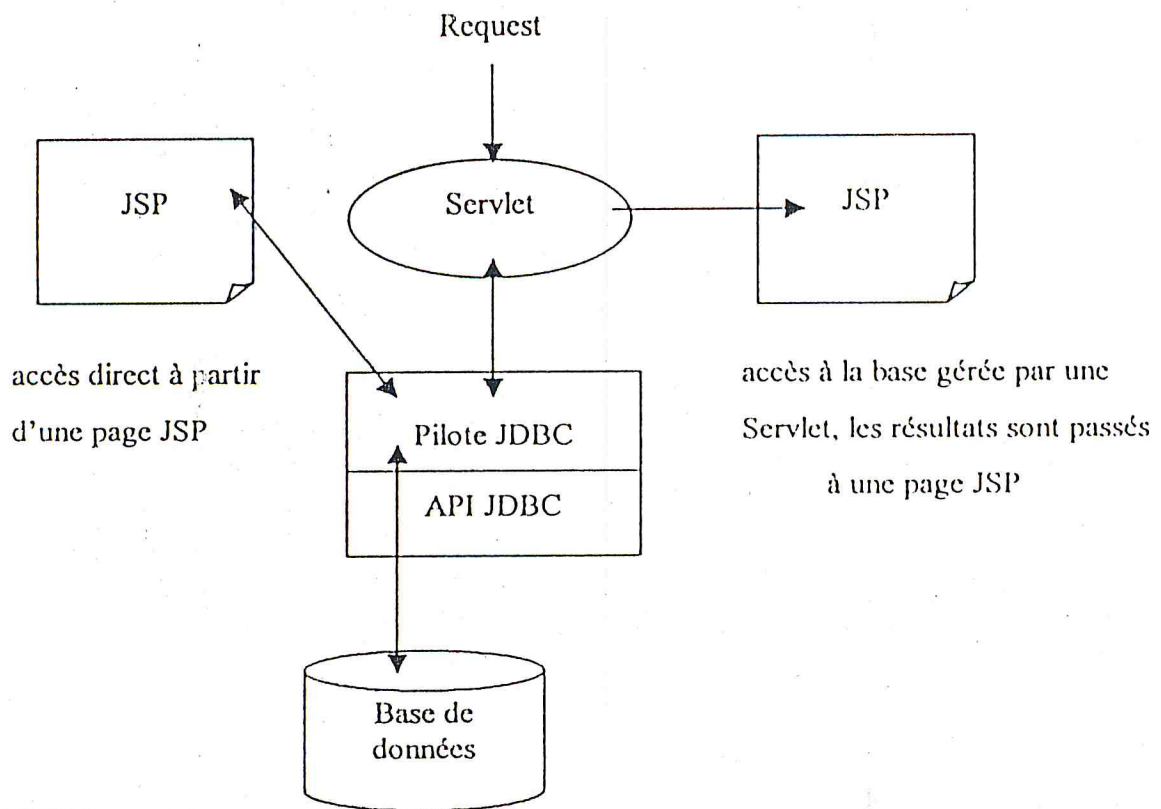 Request
JSP
Servlet
JSP
accès direct à partir
d'une page JSP
accès à la base gérée par une
Servlet, les résultats sont passés
à une page JSP
Pilote JDBC
API JDBC
Base de
données